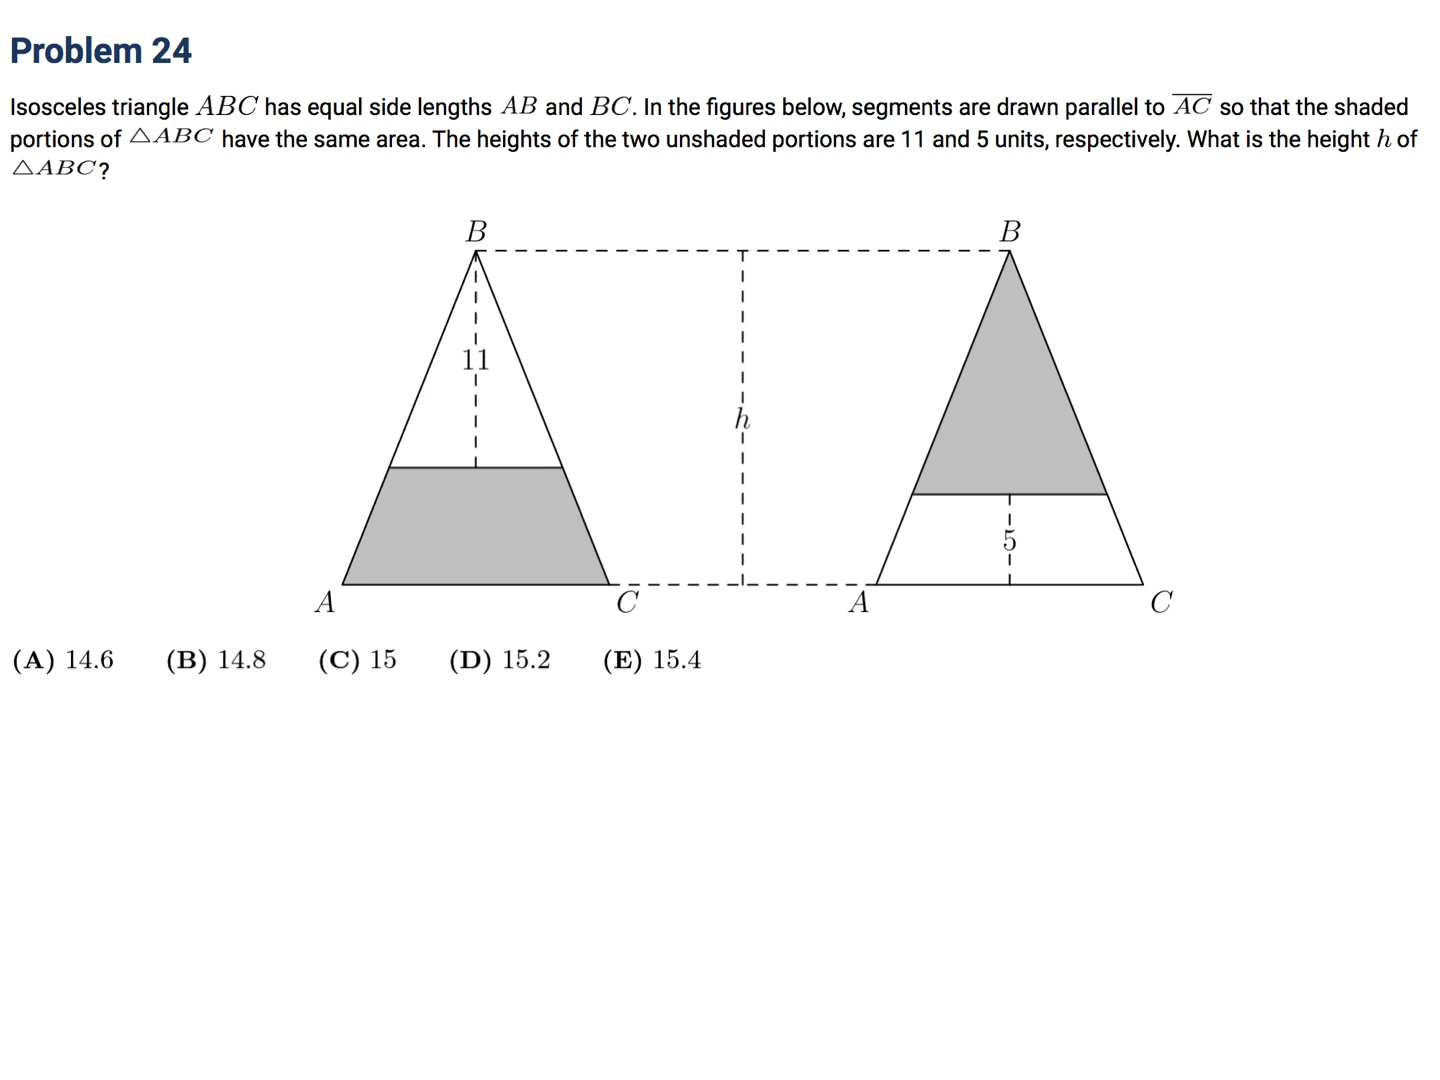 Problem 24
Isosceles triangle ABC has equal side lengths AB and BC. In the figures below, segments are drawn parallel to \overline{AC} so that the shaded
portions of △ABC have the same area. The heights of the two unshaded portions are 11 and 5 units, respectively. What is the height h of
△ABC?
B B
11
h
5
A C A C
(A) 14.6 (B) 14.8 (C) 15 (D) 15.2 (E) 15.4